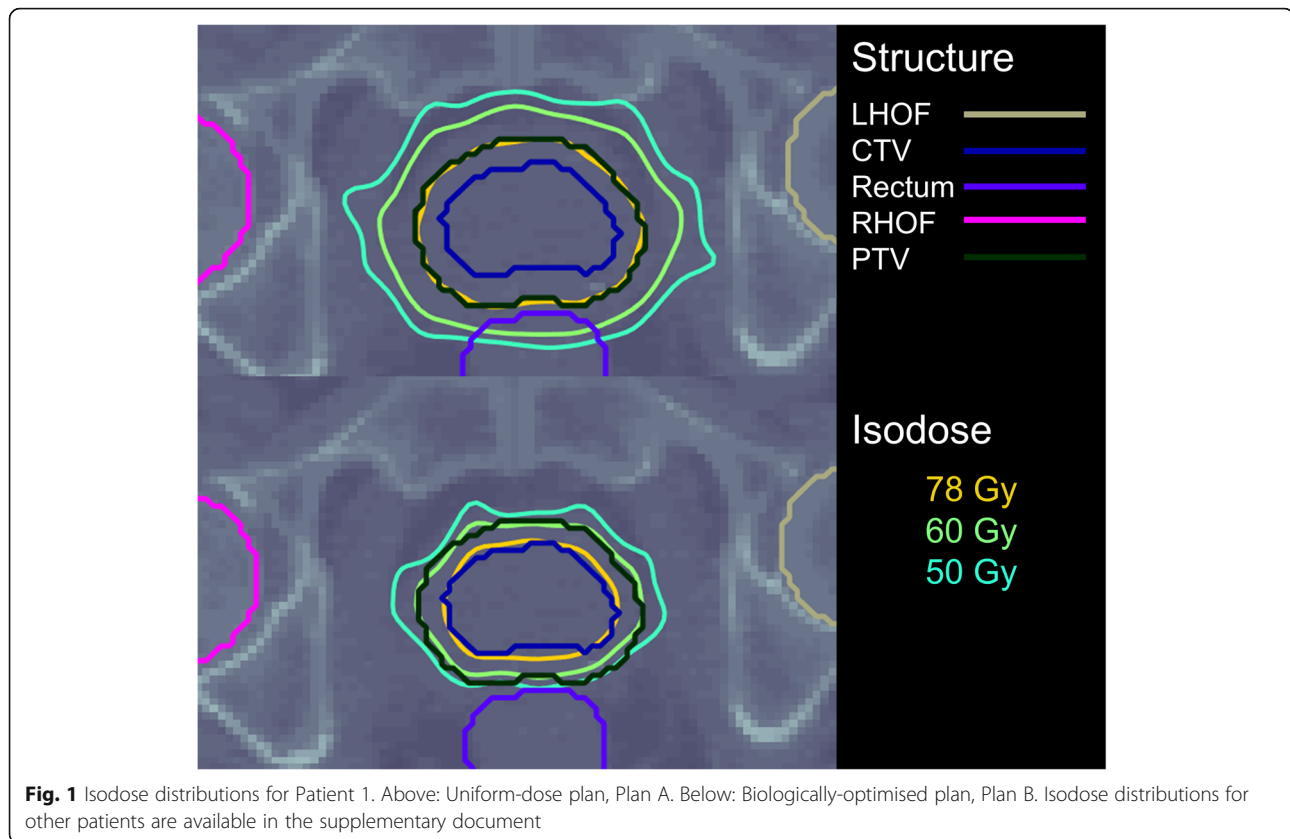 Structure
LHOF
CTV
Rectum
RHOF
PTV
Isodose
78 Gy
60 Gy
50 Gy
Fig. 1 Isodose distributions for Patient 1. Above: Uniform-dose plan, Plan A. Below: Biologically-optimised plan, Plan B. Isodose distributions for
other patients are available in the supplementary document